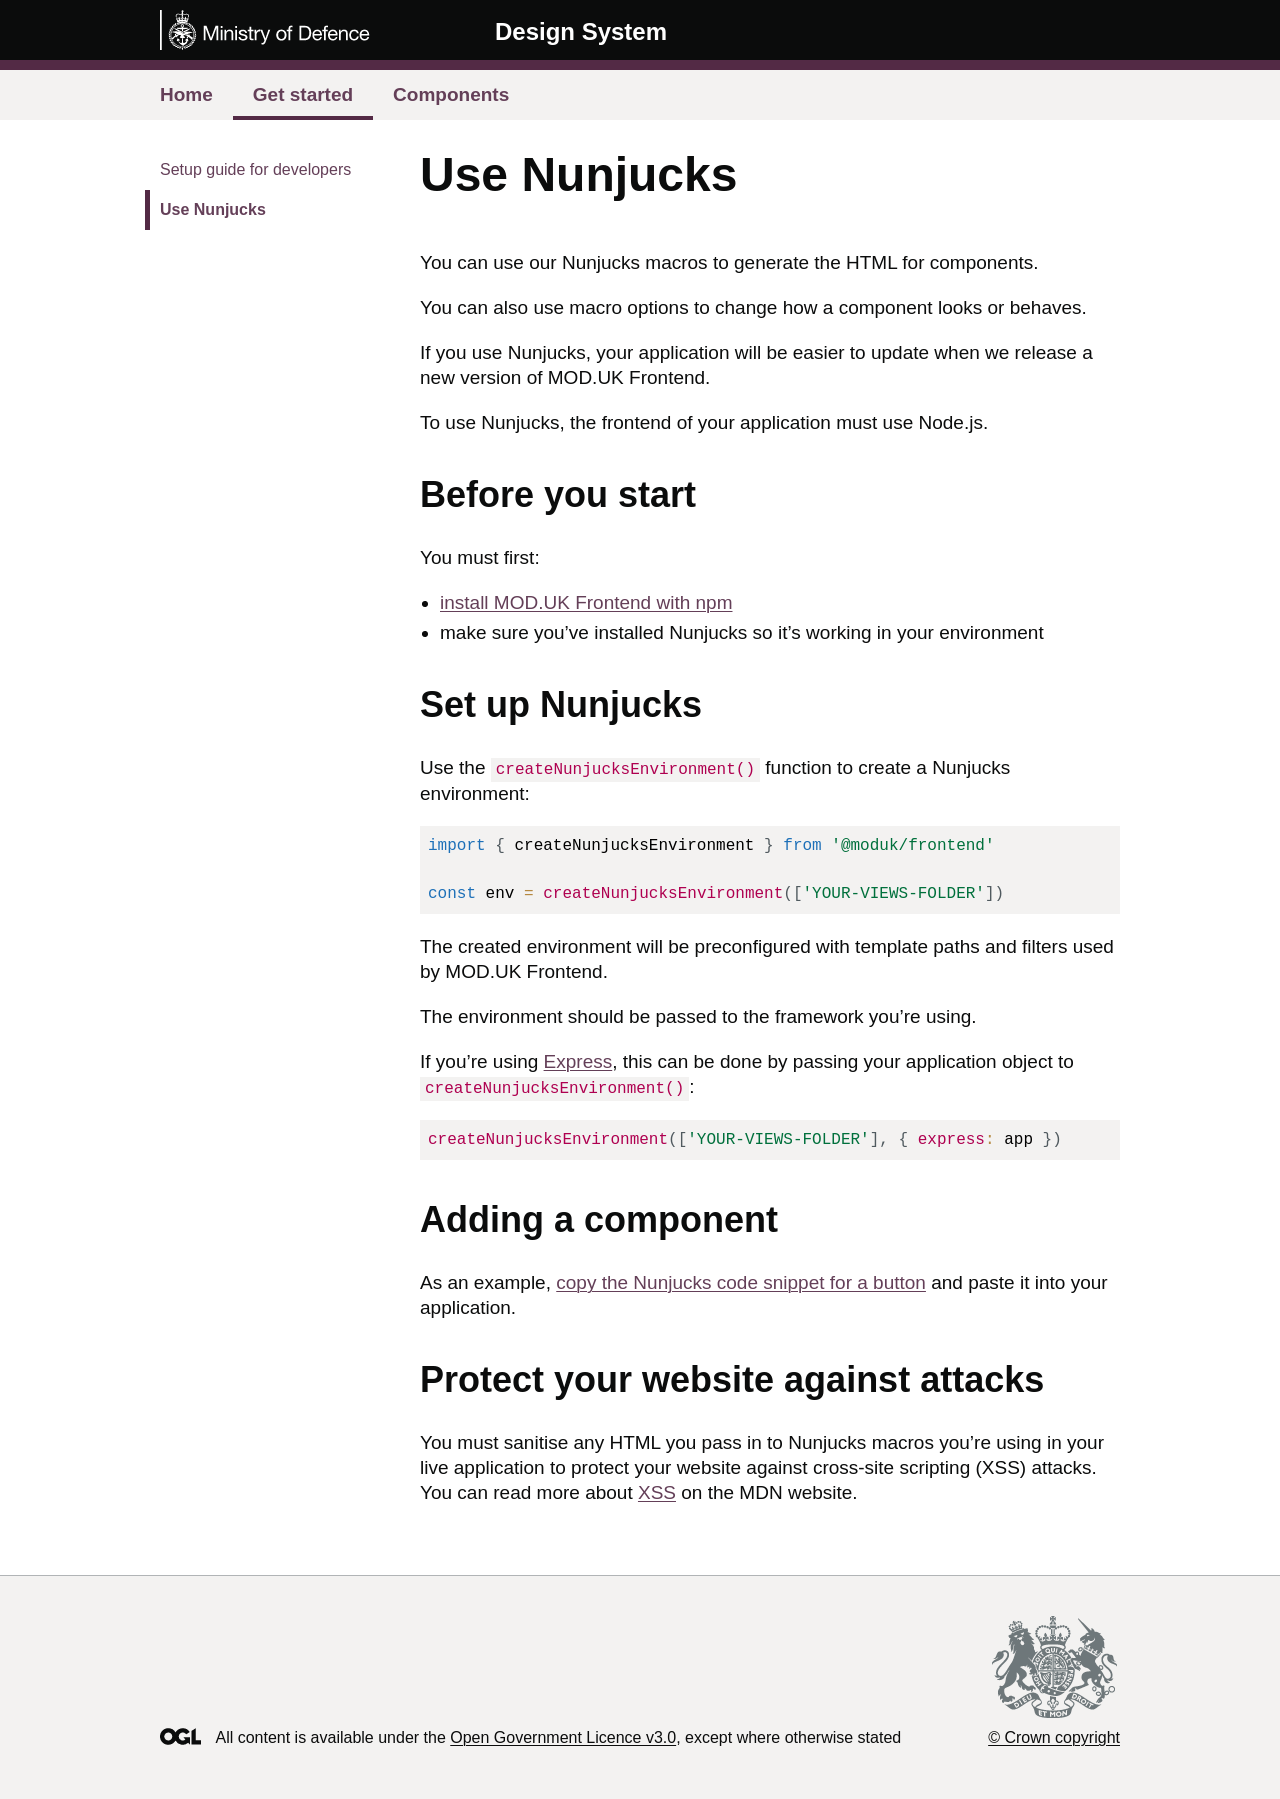 Ministry of Defence
Design System
Home
Get started
Components
Setup guide for developers
Use Nunjucks
Use Nunjucks
You can use our Nunjucks macros to generate the HTML for components.
You can also use macro options to change how a component looks or behaves.
If you use Nunjucks, your application will be easier to update when we release a
new version of MOD.UK Frontend.
To use Nunjucks, the frontend of your application must use Node.js.
Before you start
You must first:
install MOD.UK Frontend with npm
make sure you’ve installed Nunjucks so it’s working in your environment
Set up Nunjucks
Use the createNunjucksEnvironment() function to create a Nunjucks
environment:
import { createNunjucksEnvironment } from '@moduk/frontend'
const env = createNunjucksEnvironment(['YOUR-VIEWS-FOLDER'])
The created environment will be preconfigured with template paths and filters used
by MOD.UK Frontend.
The environment should be passed to the framework you’re using.
If you’re using Express, this can be done by passing your application object to
createNunjucksEnvironment():
createNunjucksEnvironment(['YOUR-VIEWS-FOLDER'], { express: app })
Adding a component
As an example, copy the Nunjucks code snippet for a button and paste it into your
application.
Protect your website against attacks
You must sanitise any HTML you pass in to Nunjucks macros you’re using in your
live application to protect your website against cross-site scripting (XSS) attacks.
You can read more about XSS on the MDN website.
OGL All content is available under the Open Government Licence v3.0, except where otherwise stated
© Crown copyright